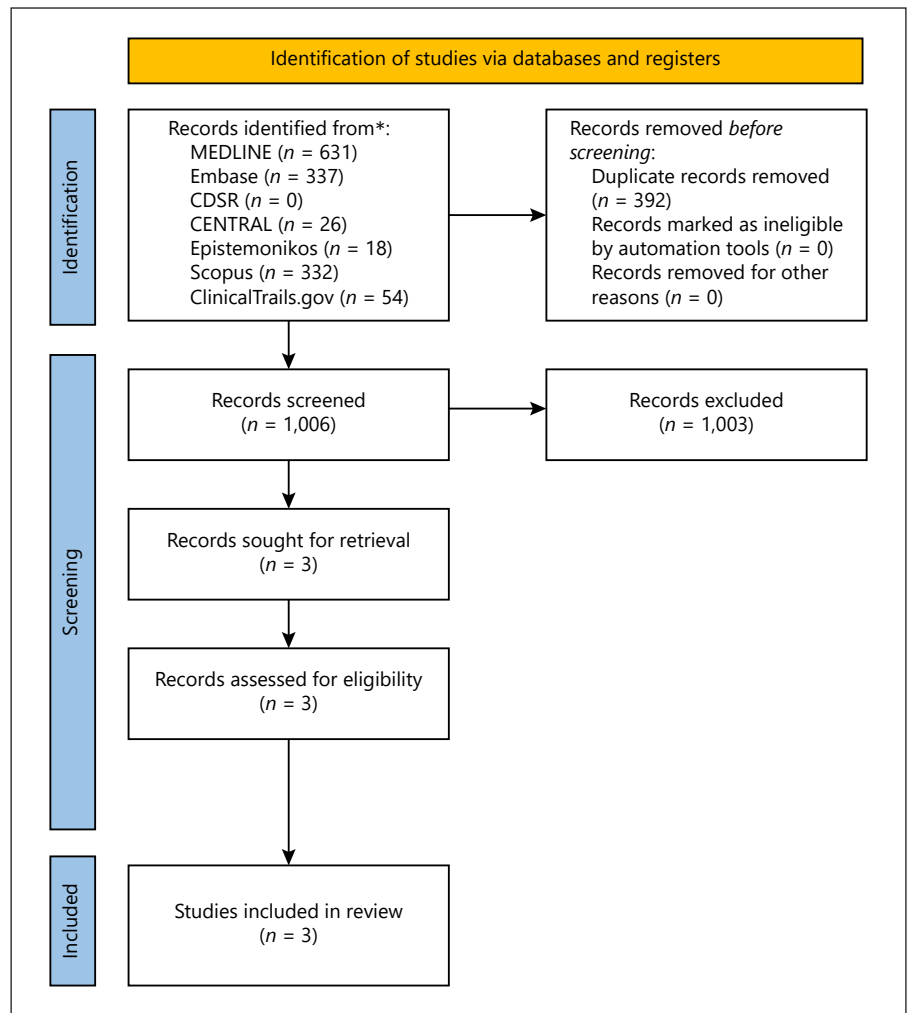 Identification of studies via databases and registers
Identification
Records identified from*:
MEDLINE (n = 631)
Embase (n = 337)
CDSR (n = 0)
CENTRAL (n = 26)
Epistemonikos (n = 18)
Scopus (n = 332)
ClinicalTrails.gov (n = 54)
Records removed before
screening:
Duplicate records removed
(n = 392)
Records marked as ineligible
by automation tools (n = 0)
Records removed for other
reasons (n = 0)
Screening
Records screened
(n = 1,006)
Records excluded
(n = 1,003)
Records sought for retrieval
(n = 3)
Records assessed for eligibility
(n = 3)
Included
Studies included in review
(n = 3)